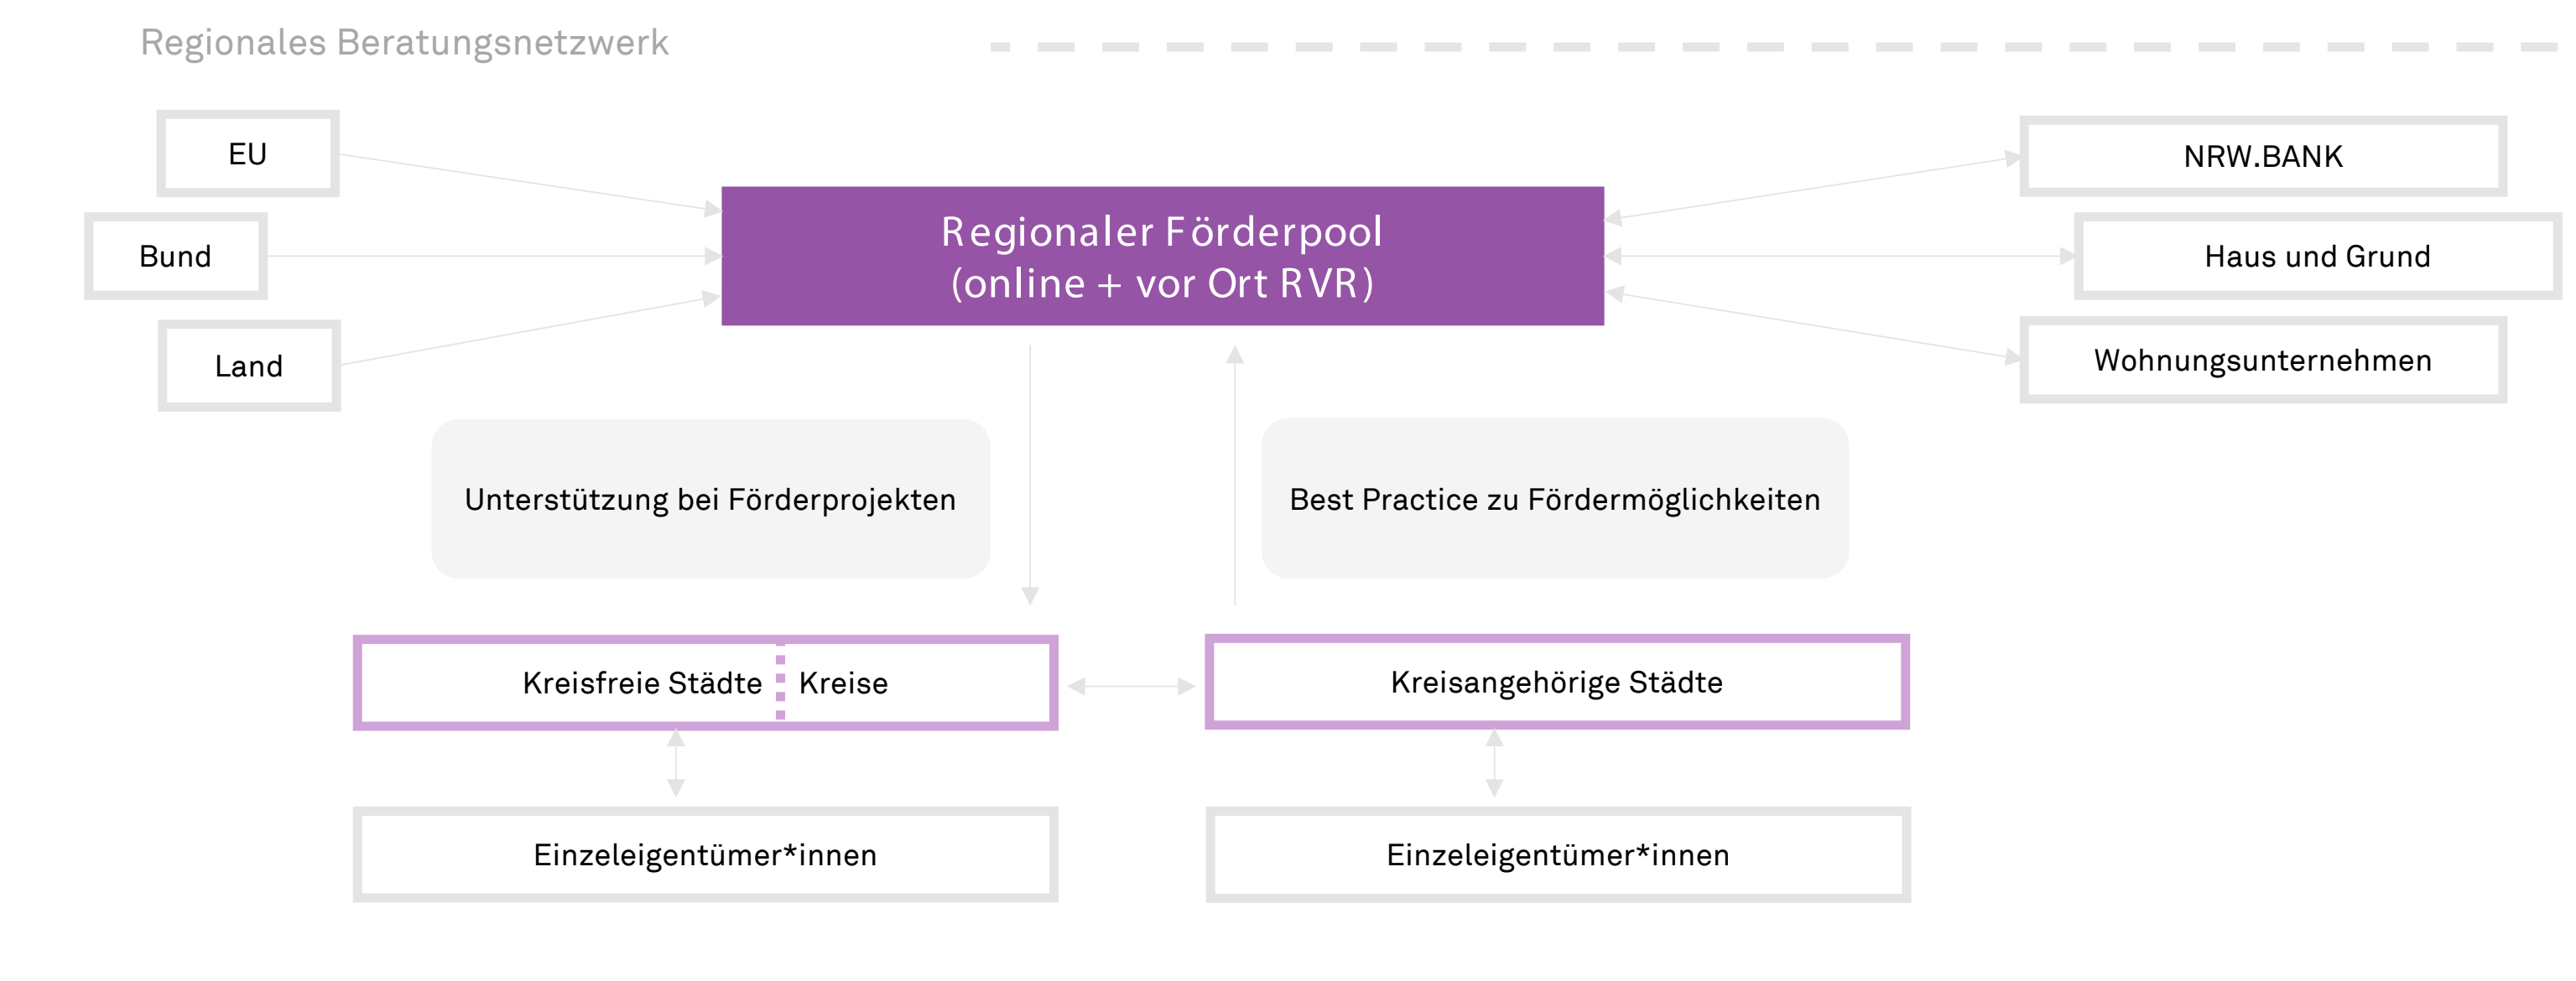 Regionales Beratungsnetzwerk
EU
Bund
Land
Regionaler Förderpool
(online + vor Ort RVR)
NRW.BANK
Haus und Grund
Wohnungsunternehmen
Unterstützung bei Förderprojekten
Best Practice zu Fördermöglichkeiten
Kreisfreie Städte
Kreise
Kreisangehörige Städte
Einzeleigentümer*innen
Einzeleigentümer*innen